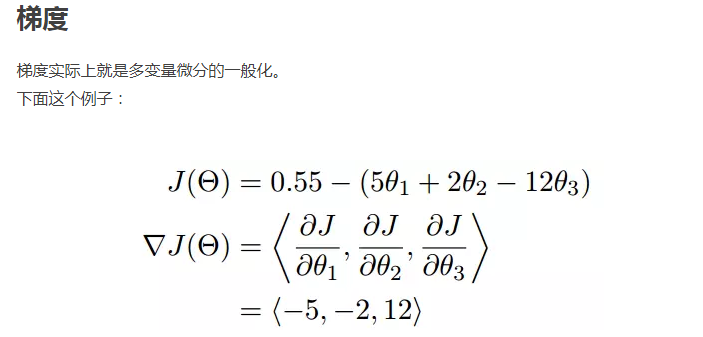 梯度
梯度实际上就是多变量微分的一般化。
下面这个例子：
J(Θ) = 0.55 − (5θ₁ + 2θ₂ − 12θ₃)
∇J(Θ) = ⟨∂J/∂θ₁, ∂J/∂θ₂, ∂J/∂θ₃⟩
= ⟨−5, −2, 12⟩